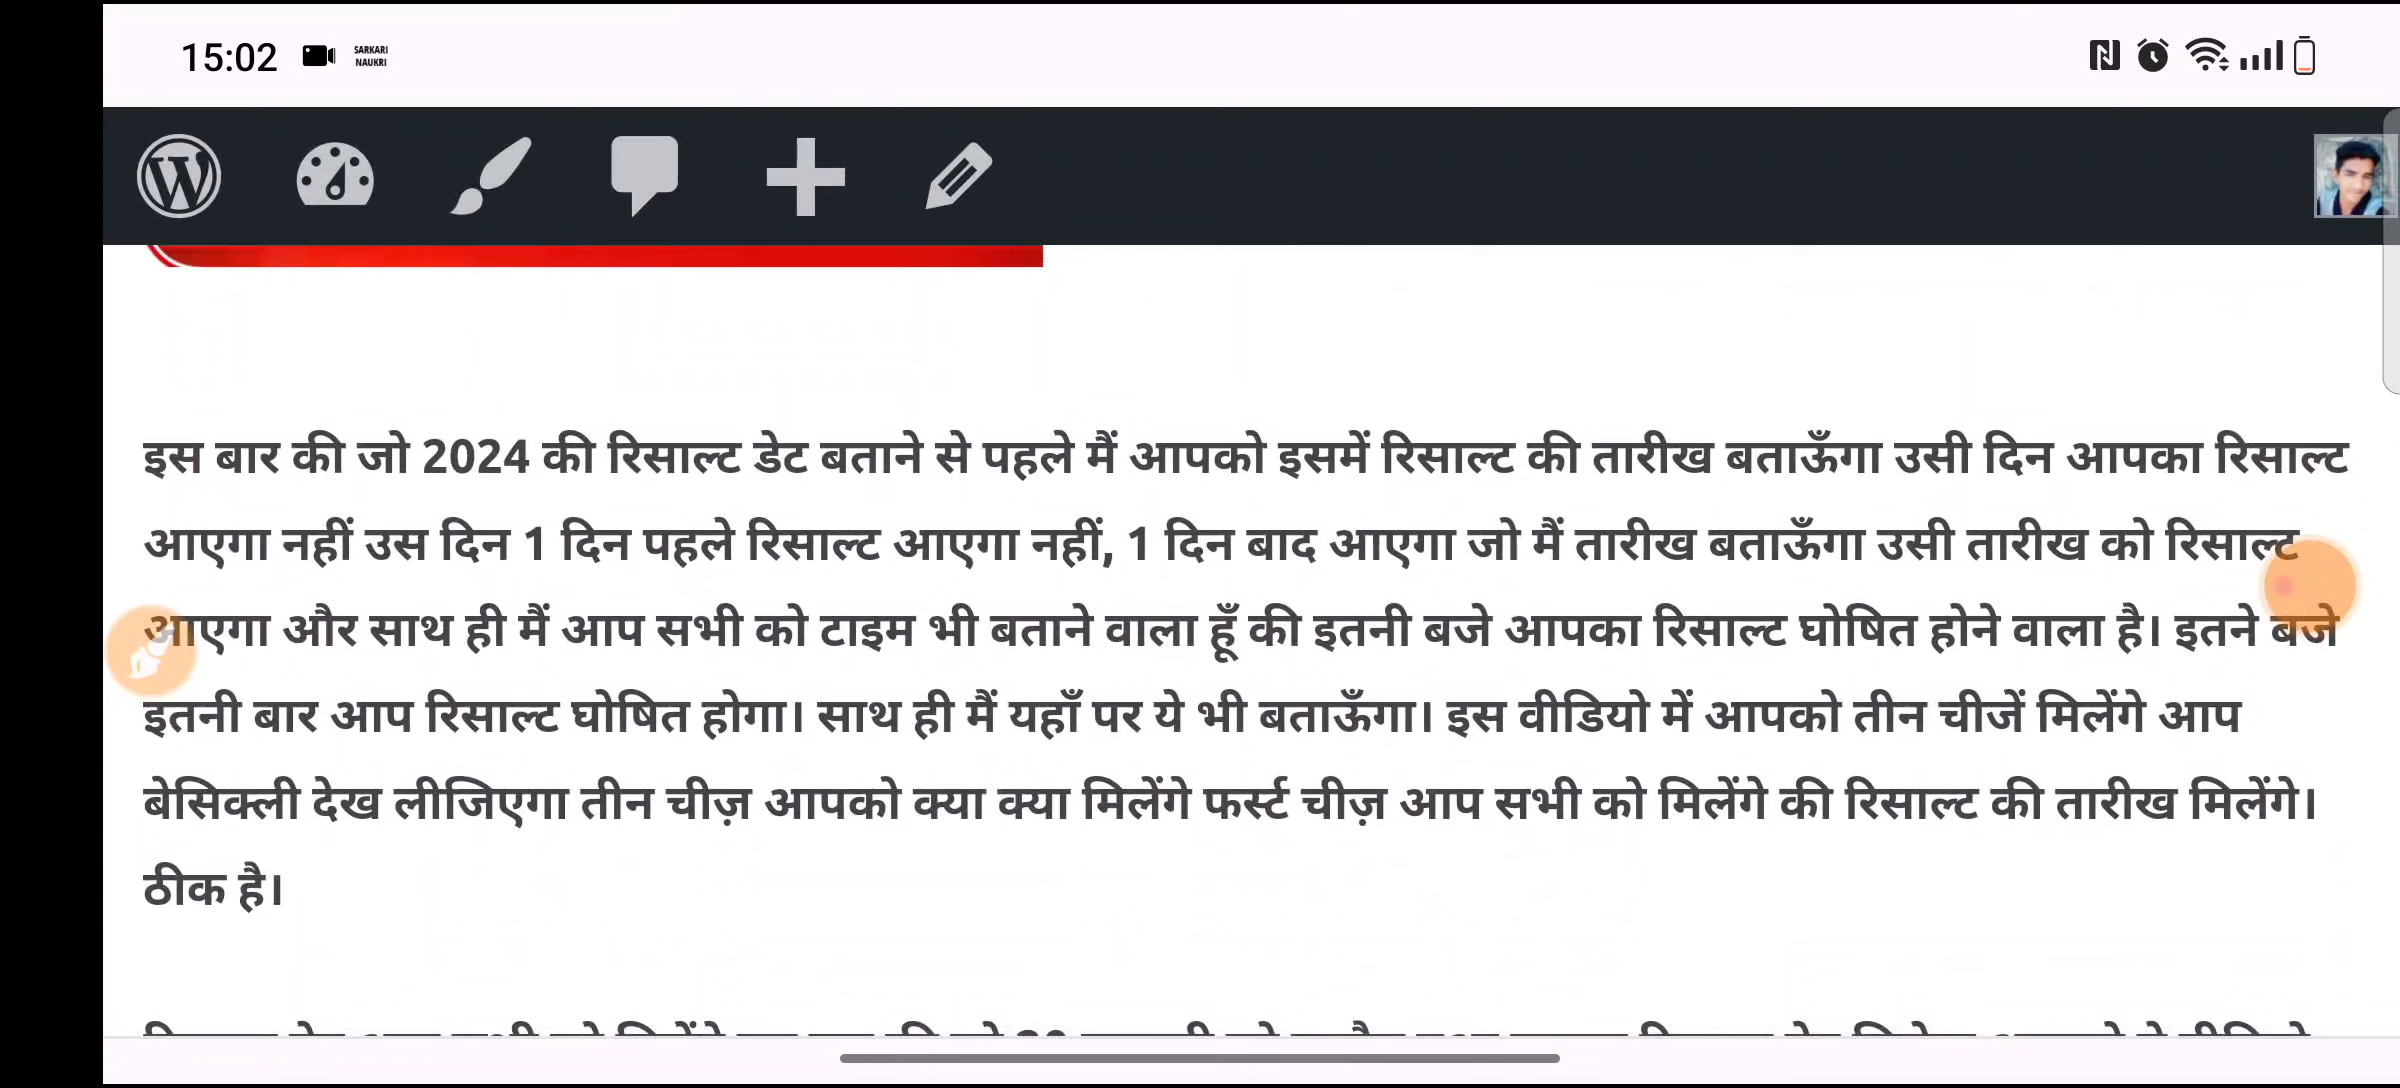 15:02
SARKARI
NAUKRI
इस बार की जो 2024 की रिसाल्ट डेट बताने से पहले मैं आपको इसमें रिसाल्ट की तारीख बताऊँगा उसी दिन आपका रिसाल्ट
आएगा नहीं उस दिन 1 दिन पहले रिसाल्ट आएगा नहीं, 1 दिन बाद आएगा जो मैं तारीख बताऊँगा उसी तारीख को रिसाल्ट
आएगा और साथ ही मैं आप सभी को टाइम भी बताने वाला हूँ की इतनी बजे आपका रिसाल्ट घोषित होने वाला है। इतने बजे
इतनी बार आप रिसाल्ट घोषित होगा। साथ ही मैं यहाँ पर ये भी बताऊँगा। इस वीडियो में आपको तीन चीजें मिलेंगे आप
बेसिक्ली देख लीजिएगा तीन चीज़ आपको क्या क्या मिलेंगे फर्स्ट चीज़ आप सभी को मिलेंगे की रिसाल्ट की तारीख मिलेंगे।
ठीक है।